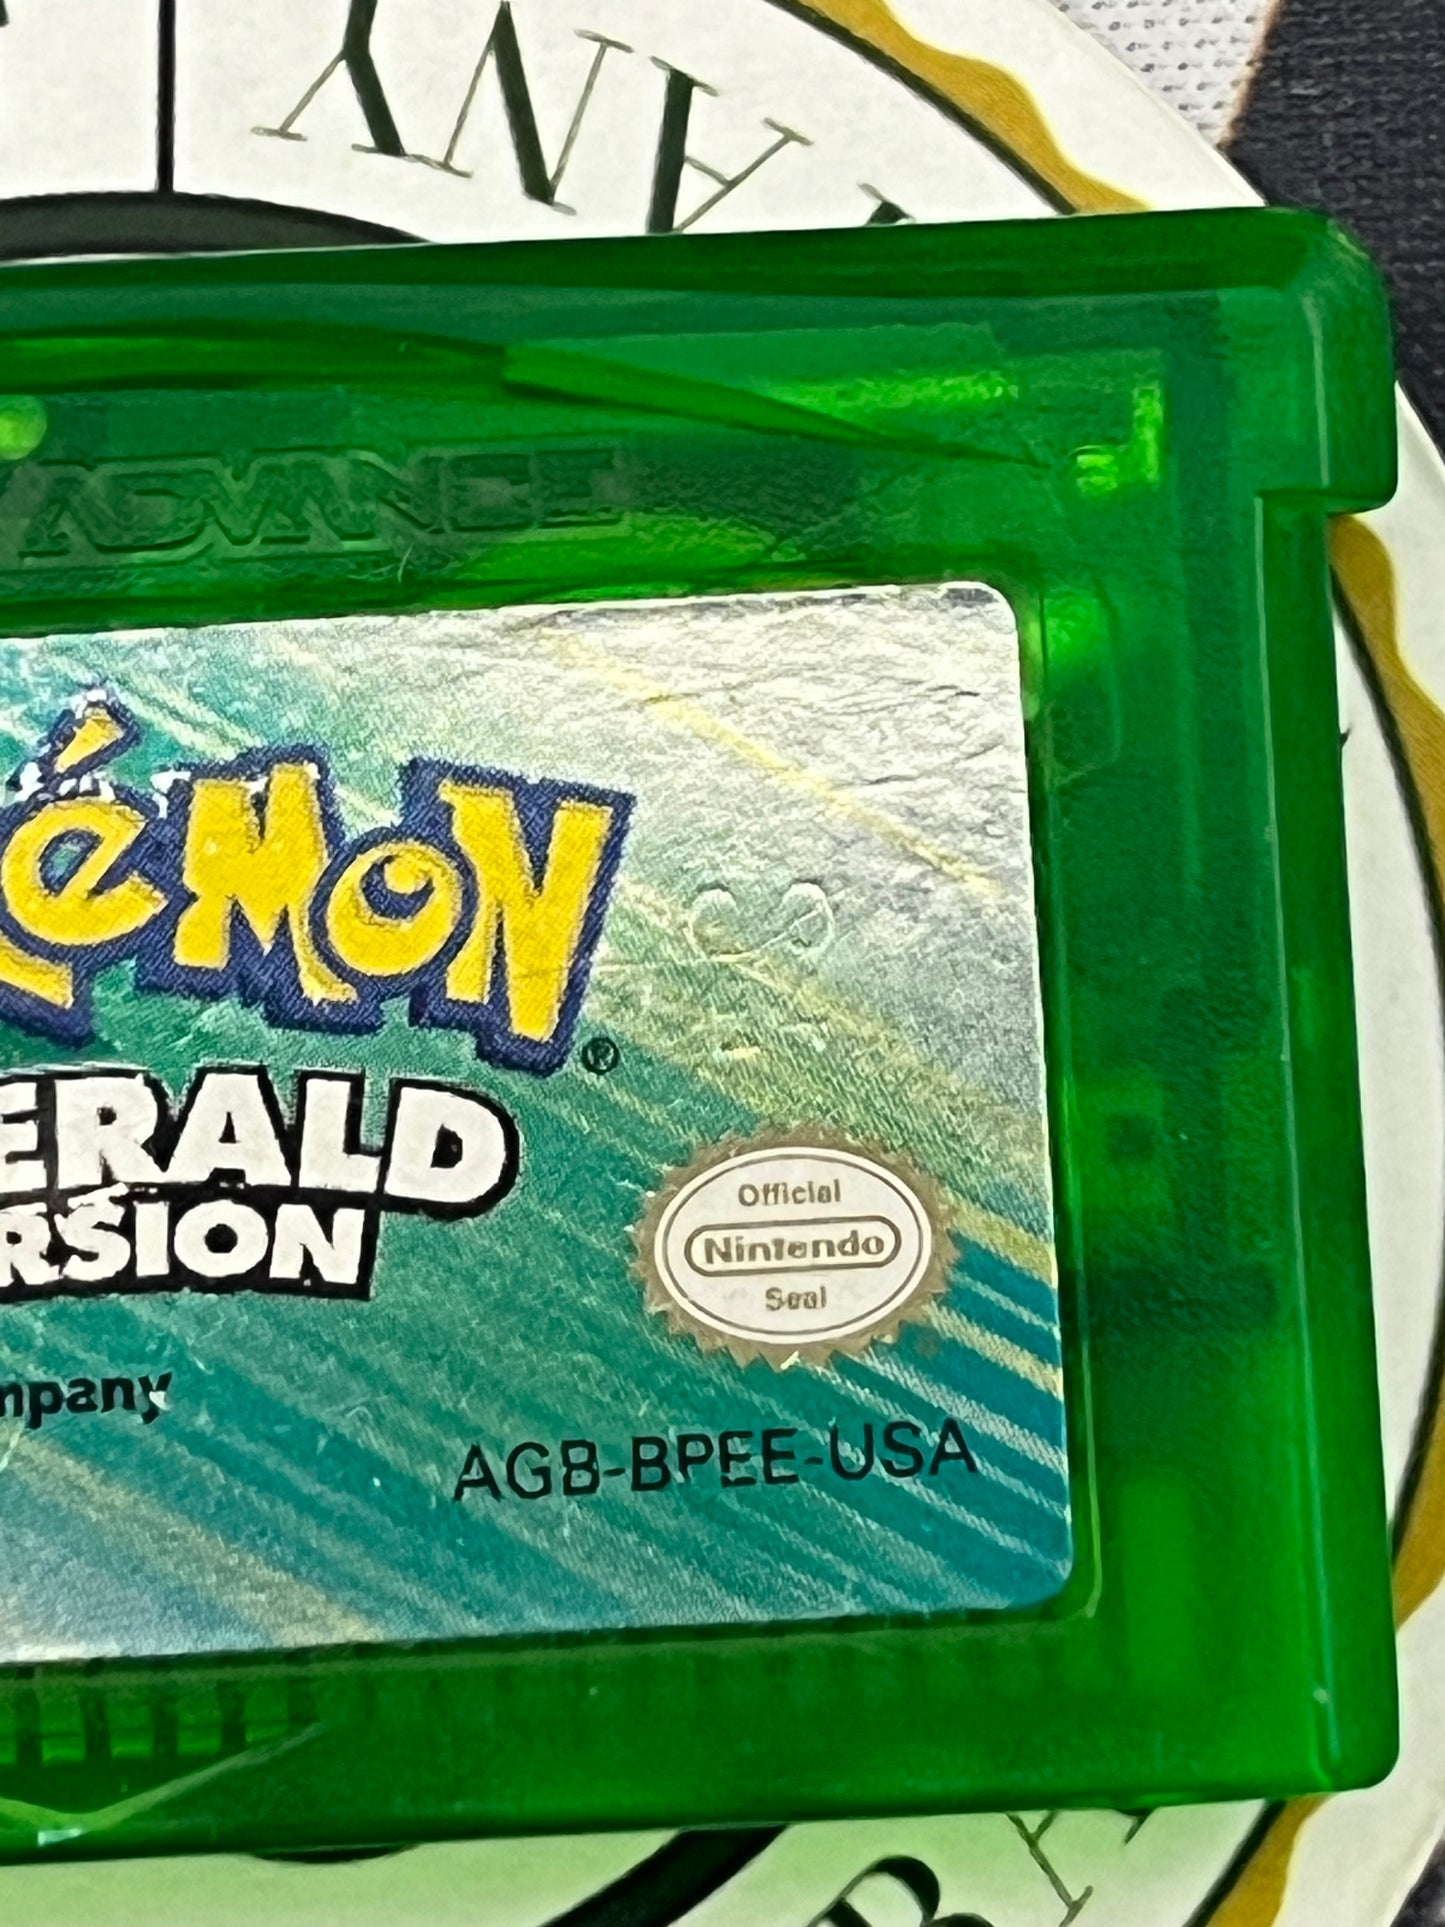 ANY
ADVANCE
émon®
ERALD
RSION
Official
Nintendo
Seal
mpany
AGB-BPEE-USA